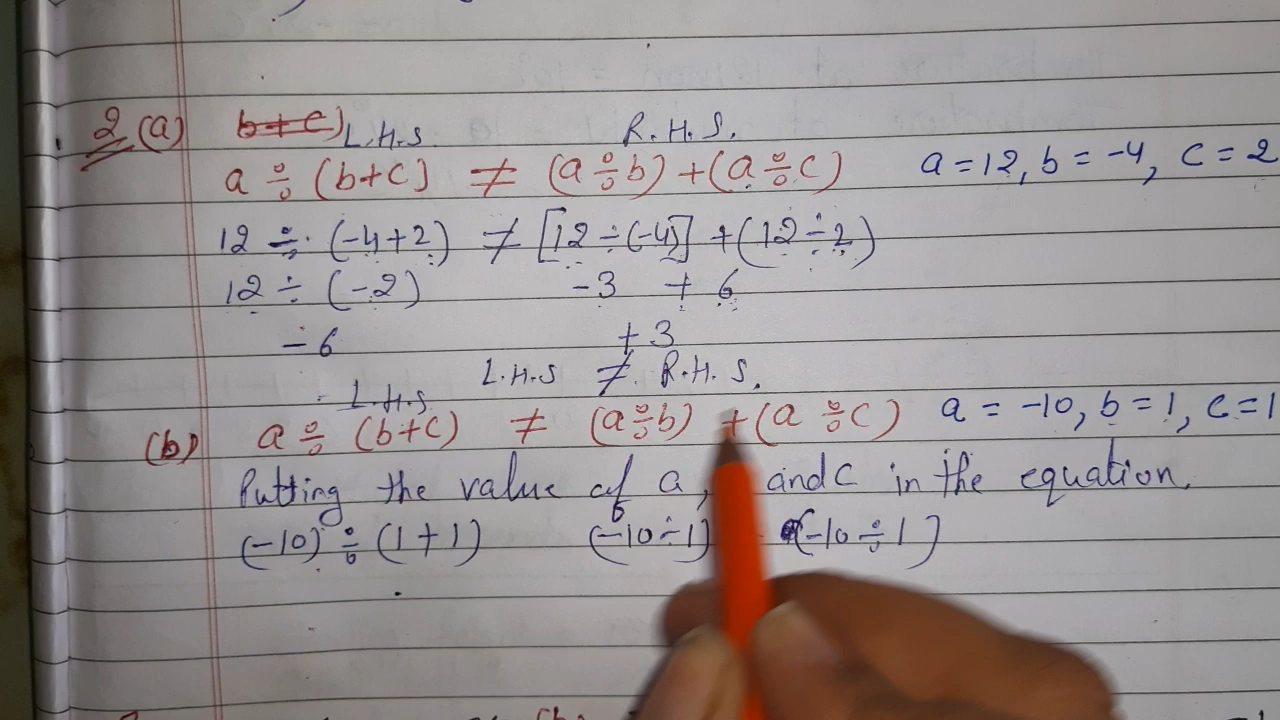 2 (a) b+c) L.H.S. R.H.S.
a ÷ (b+c) ≠ (a÷b)+(a÷c) a=12, b=-4, c=2
12 ÷ (-4+2) ≠ [12÷(-4)] + (12÷2)
12 ÷ (-2) -3 + 6
-6 +3
L.H.S ≠ R.H.S.
L.H.S.
(b) a ÷ (b+c) ≠ (a÷b) + (a÷c) a = -10, b=1, c=1
Putting the value of a, and c in the equation.
(-10) ÷ (1+1) (-10÷1) (-10÷1)